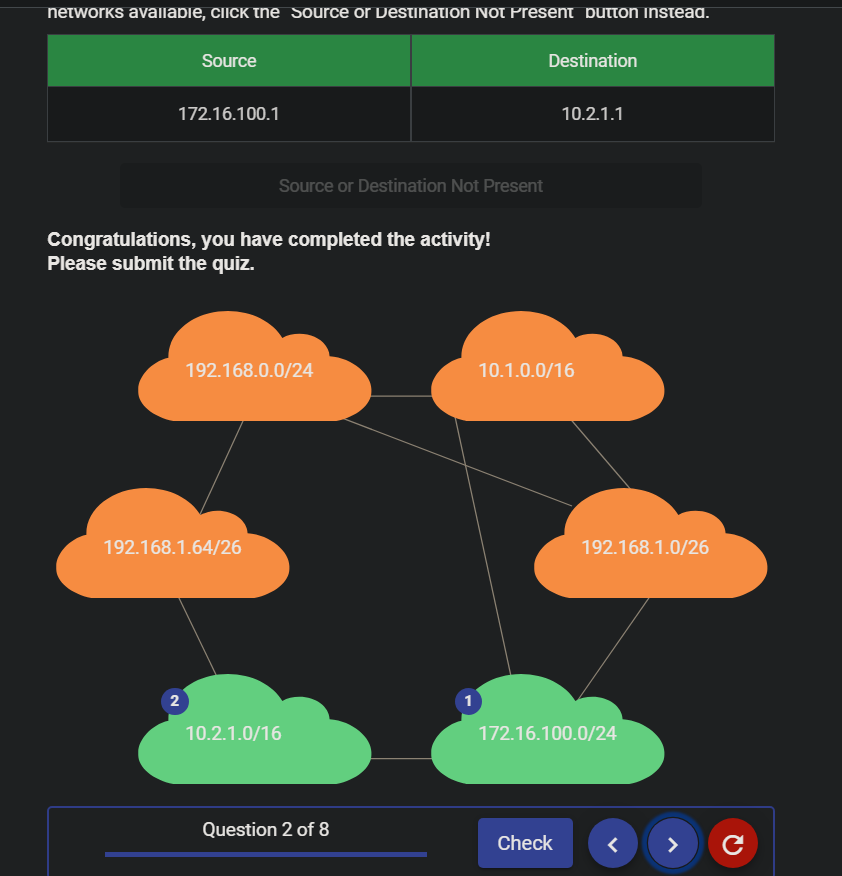 networks available, click the "Source or Destination Not Present" button instead.
Source Destination
172.16.100.1 10.2.1.1
Source or Destination Not Present
Congratulations, you have completed the activity!
Please submit the quiz.
192.168.0.0/24 10.1.0.0/16
192.168.1.64/26 192.168.1.0/26
2 1
10.2.1.0/16 172.16.100.0/24
Question 2 of 8 Check